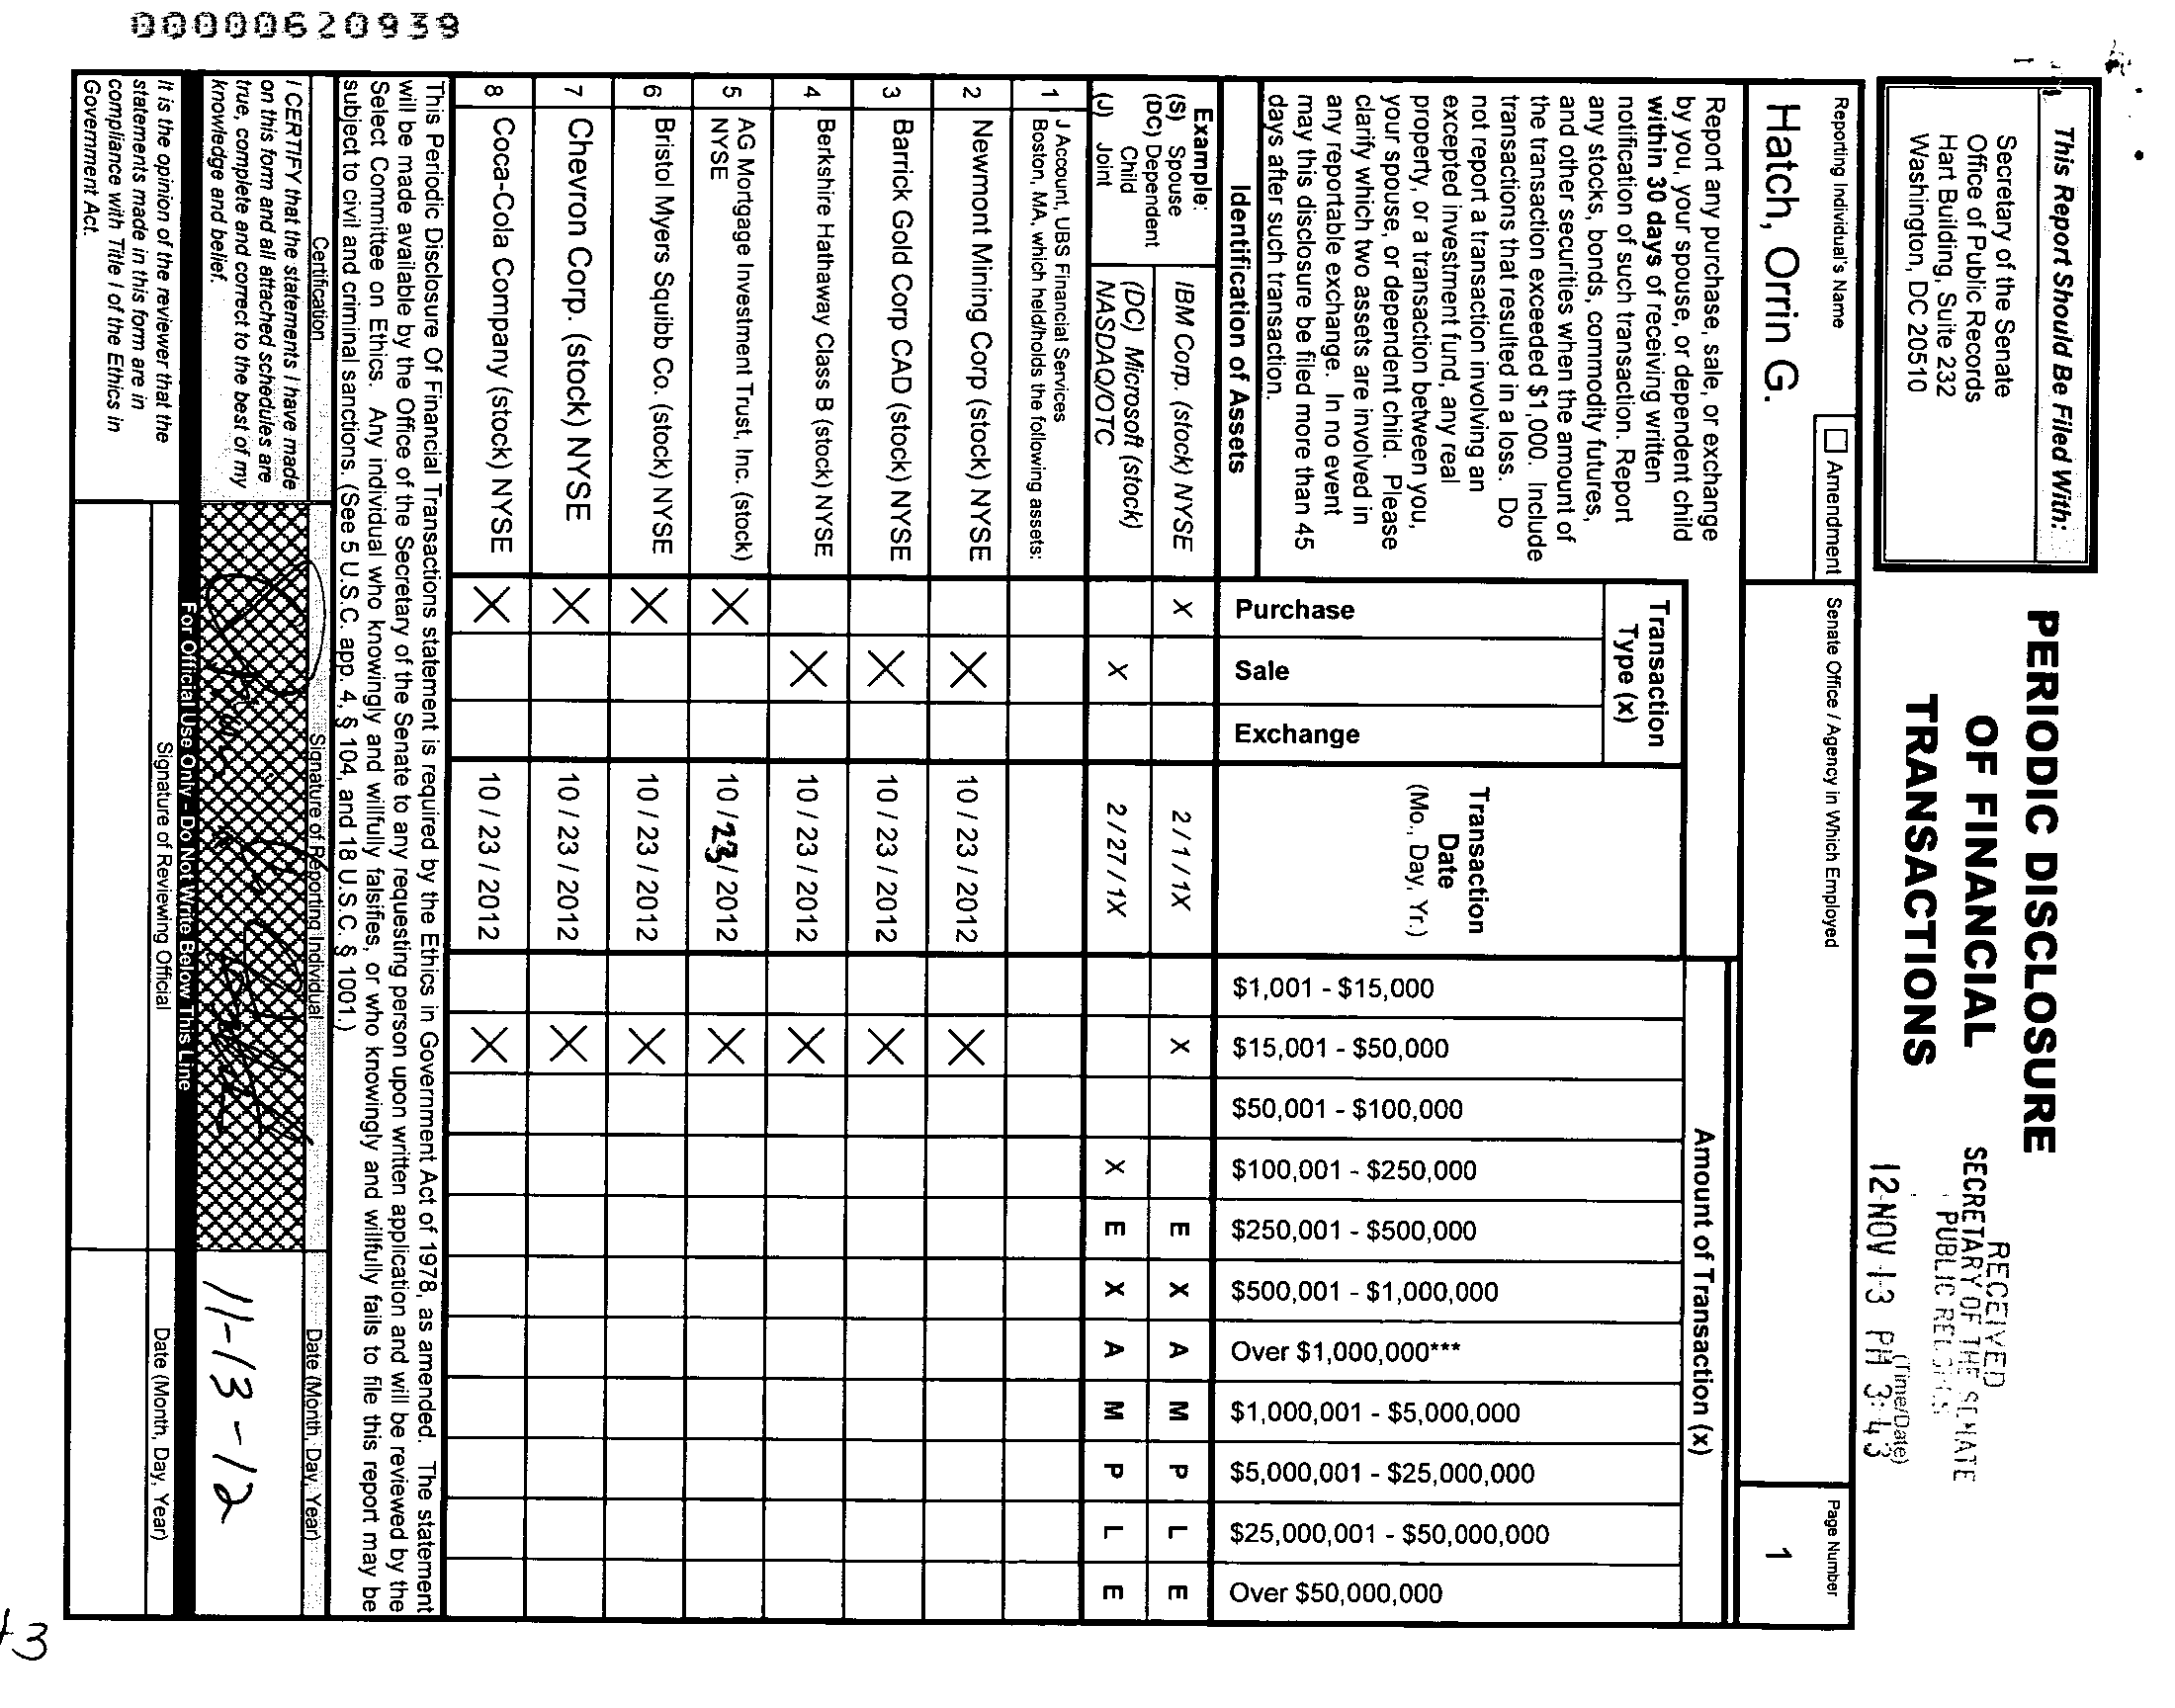 00000620939
This Report Should Be Filed With:
Secretary of the Senate
Office of Public Records
Hart Building, Suite 232
Washington, DC 20510
PERIODIC DISCLOSURE
OF FINANCIAL
TRANSACTIONS
RECEIVED
SECRETARY OF THE SENATE
PUBLIC RECORDS
(Time/Date)
12 NOV 13 PM 3:43
Reporting Individual's Name
Amendment
Senate Office / Agency in Which Employed
Page Number
Hatch, Orrin G.
1
Report any purchase, sale, or exchange
by you, your spouse, or dependent child
within 30 days of receiving written
notification of such transaction. Report
any stocks, bonds, commodity futures,
and other securities when the amount of
the transaction exceeded $1,000. Include
transactions that resulted in a loss. Do
not report a transaction involving an
excepted investment fund, any real
property, or a transaction between you,
your spouse, or dependent child. Please
clarify which two assets are involved in
any reportable exchange. In no event
may this disclosure be filed more than 45
days after such transaction.
Identification of Assets
Transaction
Type (x)
Purchase
Sale
Exchange
Transaction
Date
(Mo., Day, Yr.)
Amount of Transaction (x)
$1,001 - $15,000
$15,001 - $50,000
$50,001 - $100,000
$100,001 - $250,000
$250,001 - $500,000
$500,001 - $1,000,000
Over $1,000,000***
$1,000,001 - $5,000,000
$5,000,001 - $25,000,000
$25,000,001 - $50,000,000
Over $50,000,000
Example:
(S) Spouse
(DC) Dependent
Child
(J) Joint
IBM Corp. (stock) NYSE X 2 / 1 / 1X X E X A M P L E
(DC) Microsoft (stock)
NASDAQ/OTC X 2 / 27 / 1X X E X A M P L E
1 J Account, UBS Financial Services
Boston, MA, which held/holds the following assets:
2 Newmont Mining Corp (stock) NYSE X 10 / 23 / 2012 X
3 Barrick Gold Corp CAD (stock) NYSE X 10 / 23 / 2012 X
4 Berkshire Hathaway Class B (stock) NYSE X 10 / 23 / 2012 X
5 AG Mortgage Investment Trust, Inc. (stock)
NYSE X 10 / 23 / 2012 X
6 Bristol Myers Squibb Co. (stock) NYSE X 10 / 23 / 2012 X
7 Chevron Corp. (stock) NYSE X 10 / 23 / 2012 X
8 Coca-Cola Company (stock) NYSE X 10 / 23 / 2012 X
This Periodic Disclosure Of Financial Transactions statement is required by the Ethics in Government Act of 1978, as amended. The statement
will be made available by the Office of the Secretary of the Senate to any requesting person upon written application and will be reviewed by the
Select Committee on Ethics. Any individual who knowingly and willfully falsifies, or who knowingly and willfully fails to file this report may be
subject to civil and criminal sanctions. (See 5 U.S.C. app. 4, § 104, and 18 U.S.C. § 1001.)
Certification
Signature of Reporting Individual
Date (Month, Day, Year)
I CERTIFY that the statements I have made
on this form and all attached schedules are
true, complete and correct to the best of my
knowledge and belief.
11-13-12
For Official Use Only - Do Not Write Below This Line
It is the opinion of the reviewer that the
statements made in this form are in
compliance with Title I of the Ethics in
Government Act.
Signature of Reviewing Official
Date (Month, Day, Year)